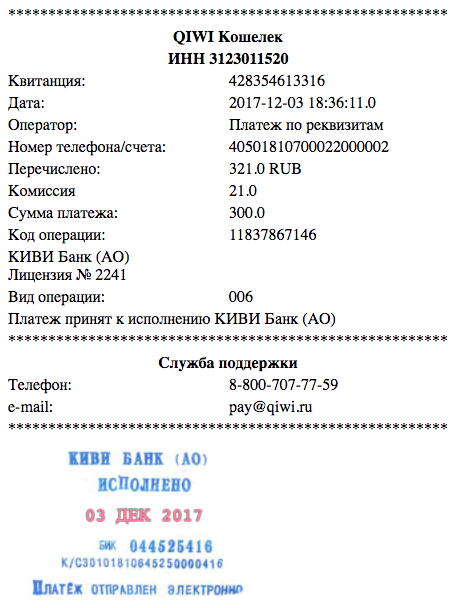 ********************************************************
QIWI Кошелек
ИНН 3123011520
Квитанция: 428354613316
Дата: 2017-12-03 18:36:11.0
Оператор: Платеж по реквизитам
Номер телефона/счета: 40501810700022000002
Перечислено: 321.0 RUB
Комиссия 21.0
Сумма платежа: 300.0
Код операции: 11837867146
КИВИ Банк (АО)
Лицензия № 2241
Вид операции: 006
Платеж принят к исполнению КИВИ Банк (АО)
********************************************************
Служба поддержки
Телефон: 8-800-707-77-59
e-mail: pay@qiwi.ru
********************************************************
КИВИ БАНК (АО)
ИСПОЛНЕНО
03 ДЕК 2017
БИК 044525416
К/С30101810645250000416
ПЛАТЁЖ ОТПРАВЛЕН ЭЛЕКТРОННО